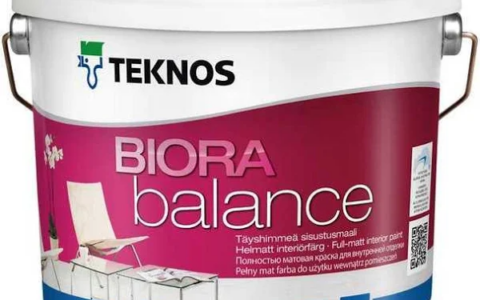 TEKNOS
BIORA
balance
Täyshimmeä sisustusmaali
Helmatt interiörfärg · Full-matt interior paint
Полностью матовая краска для внутренней отделки
Pełny mat farba do użytku wewnątrz pomieszczeń